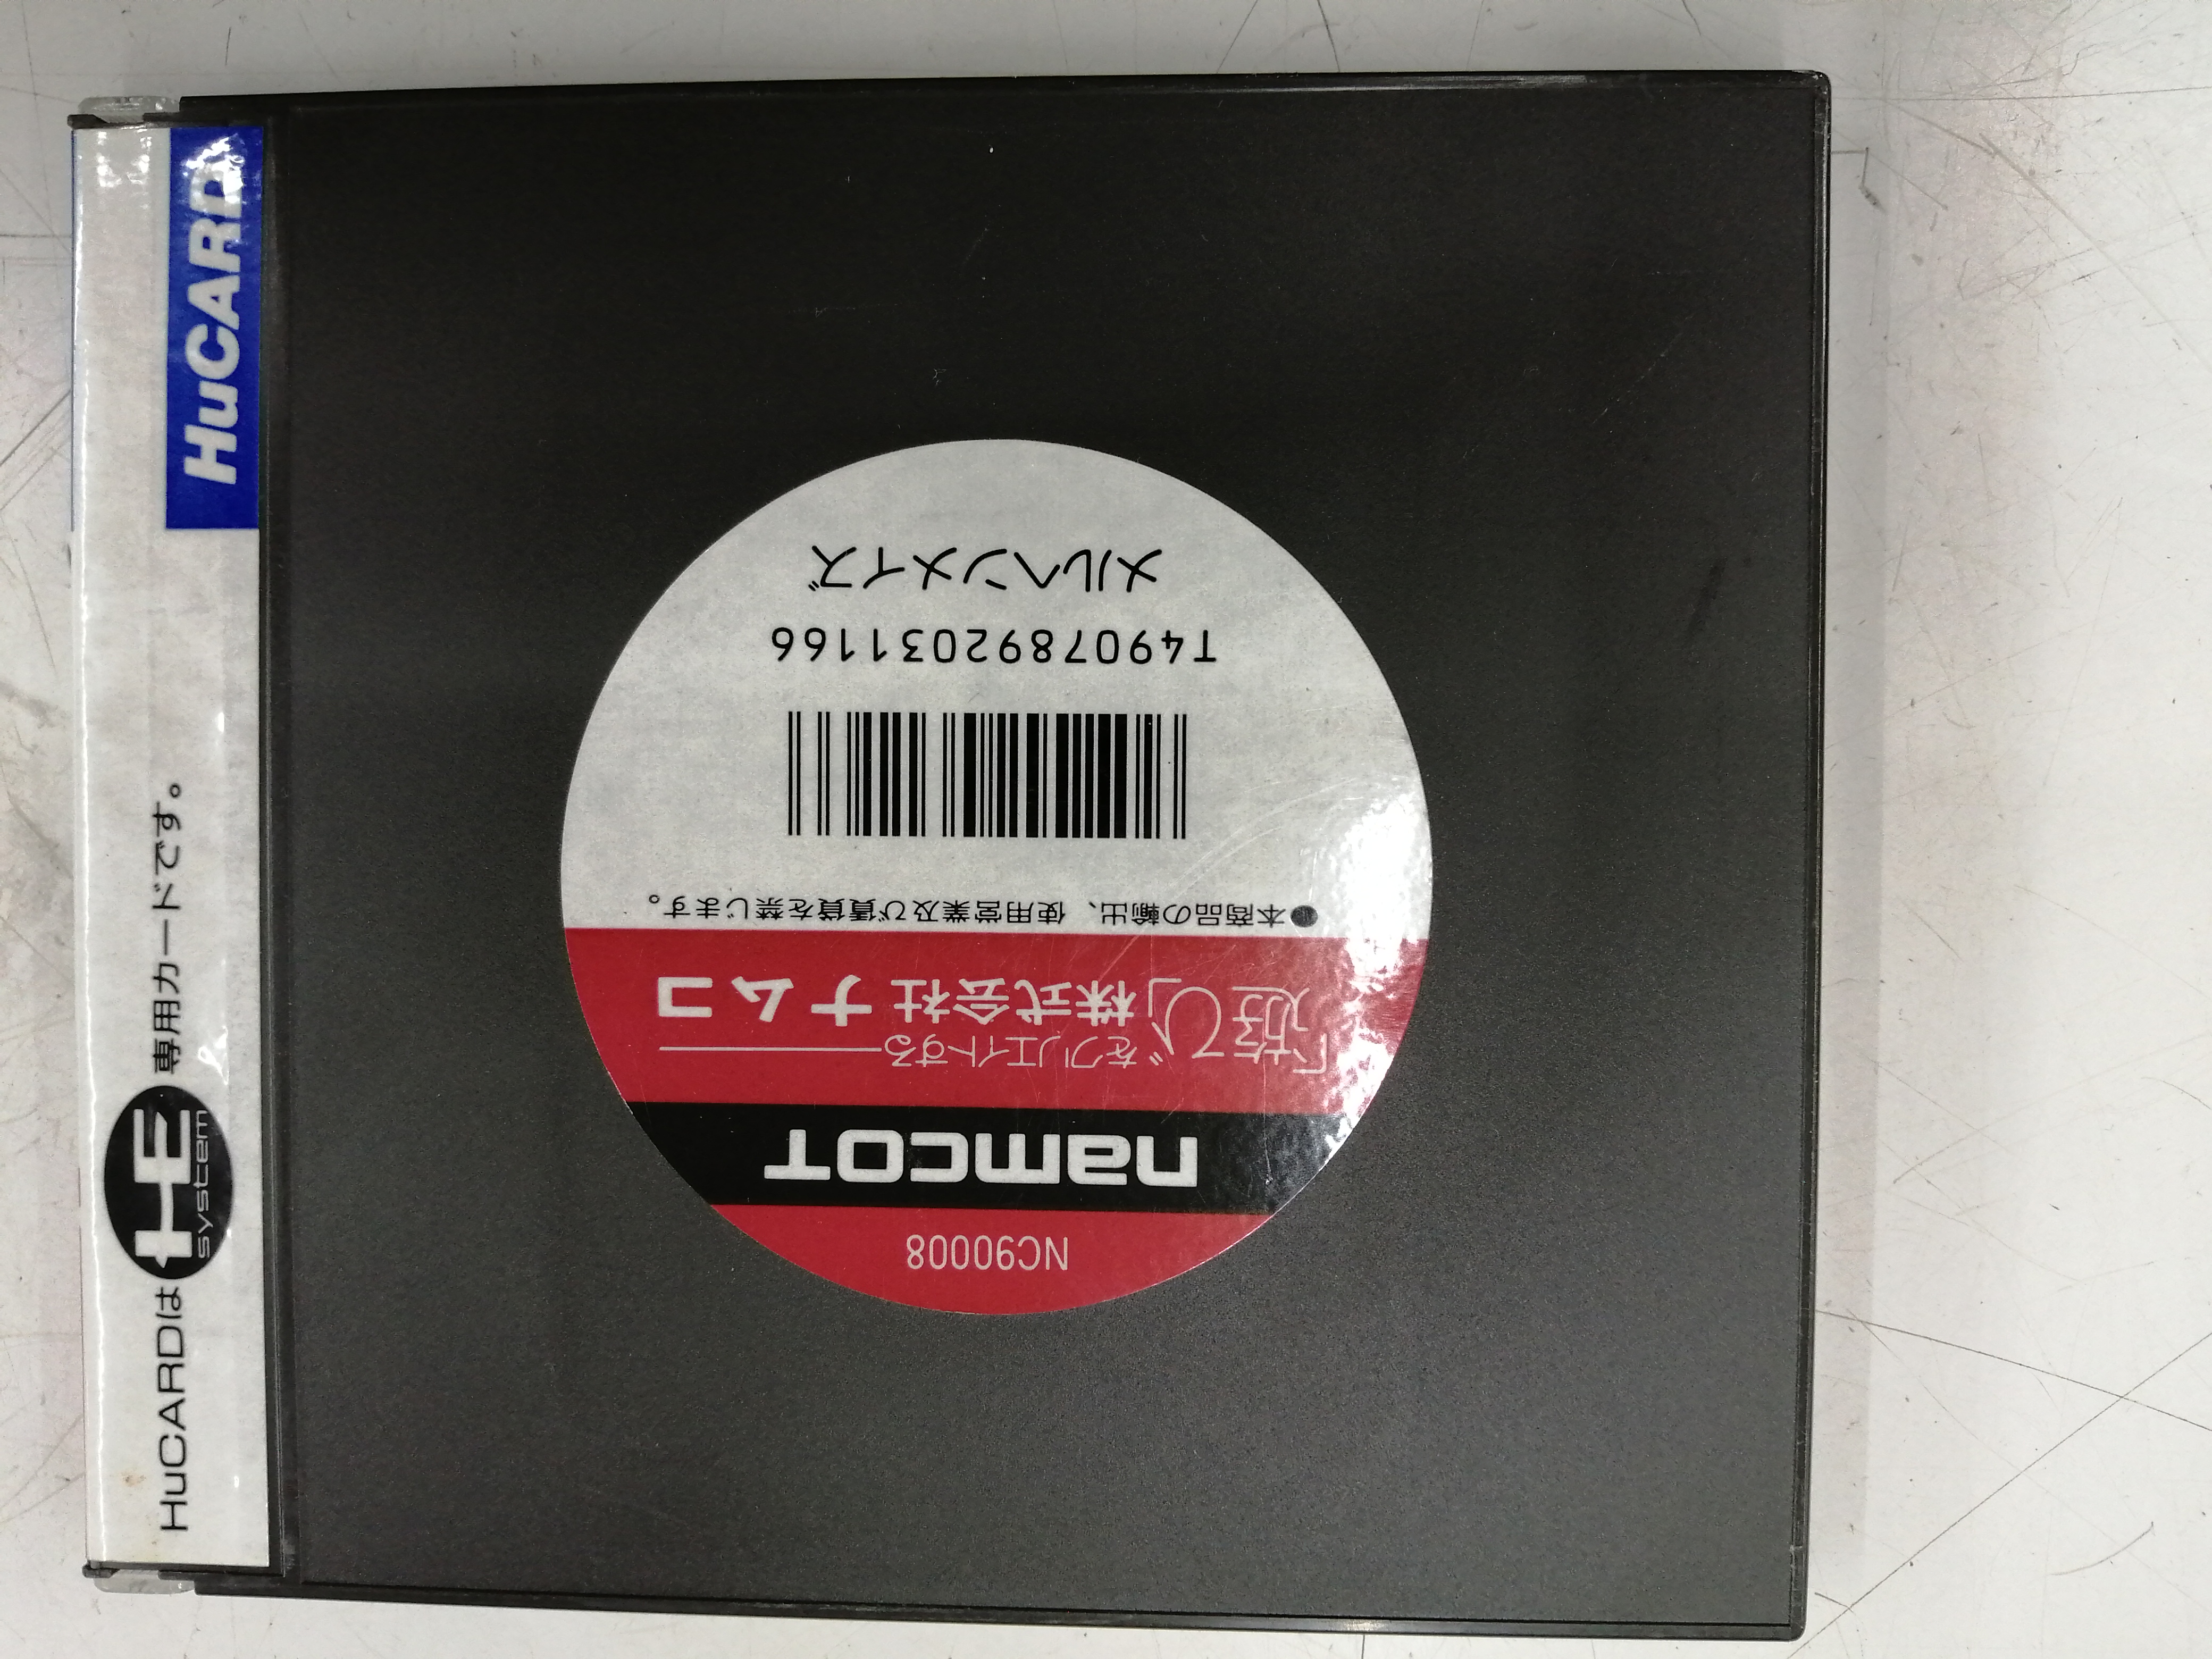 HuCARD
HuCARDは HE system 専用カードです。
メルヘンメイズ
T4907892031166
●本商品の輸出、使用営業及び賃貸を禁じます。
「遊び」をクリエイトする
株式会社ナムコ
namcoT
NC90008